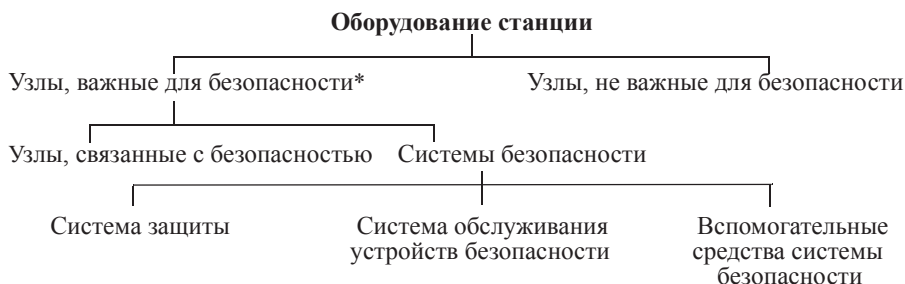 Оборудование станции
Узлы, важные для безопасности* Узлы, не важные для безопасности
Узлы, связанные с безопасностью Системы безопасности
Система защиты Система обслуживания Вспомогательные
устройств безопасности средства системы
безопасности